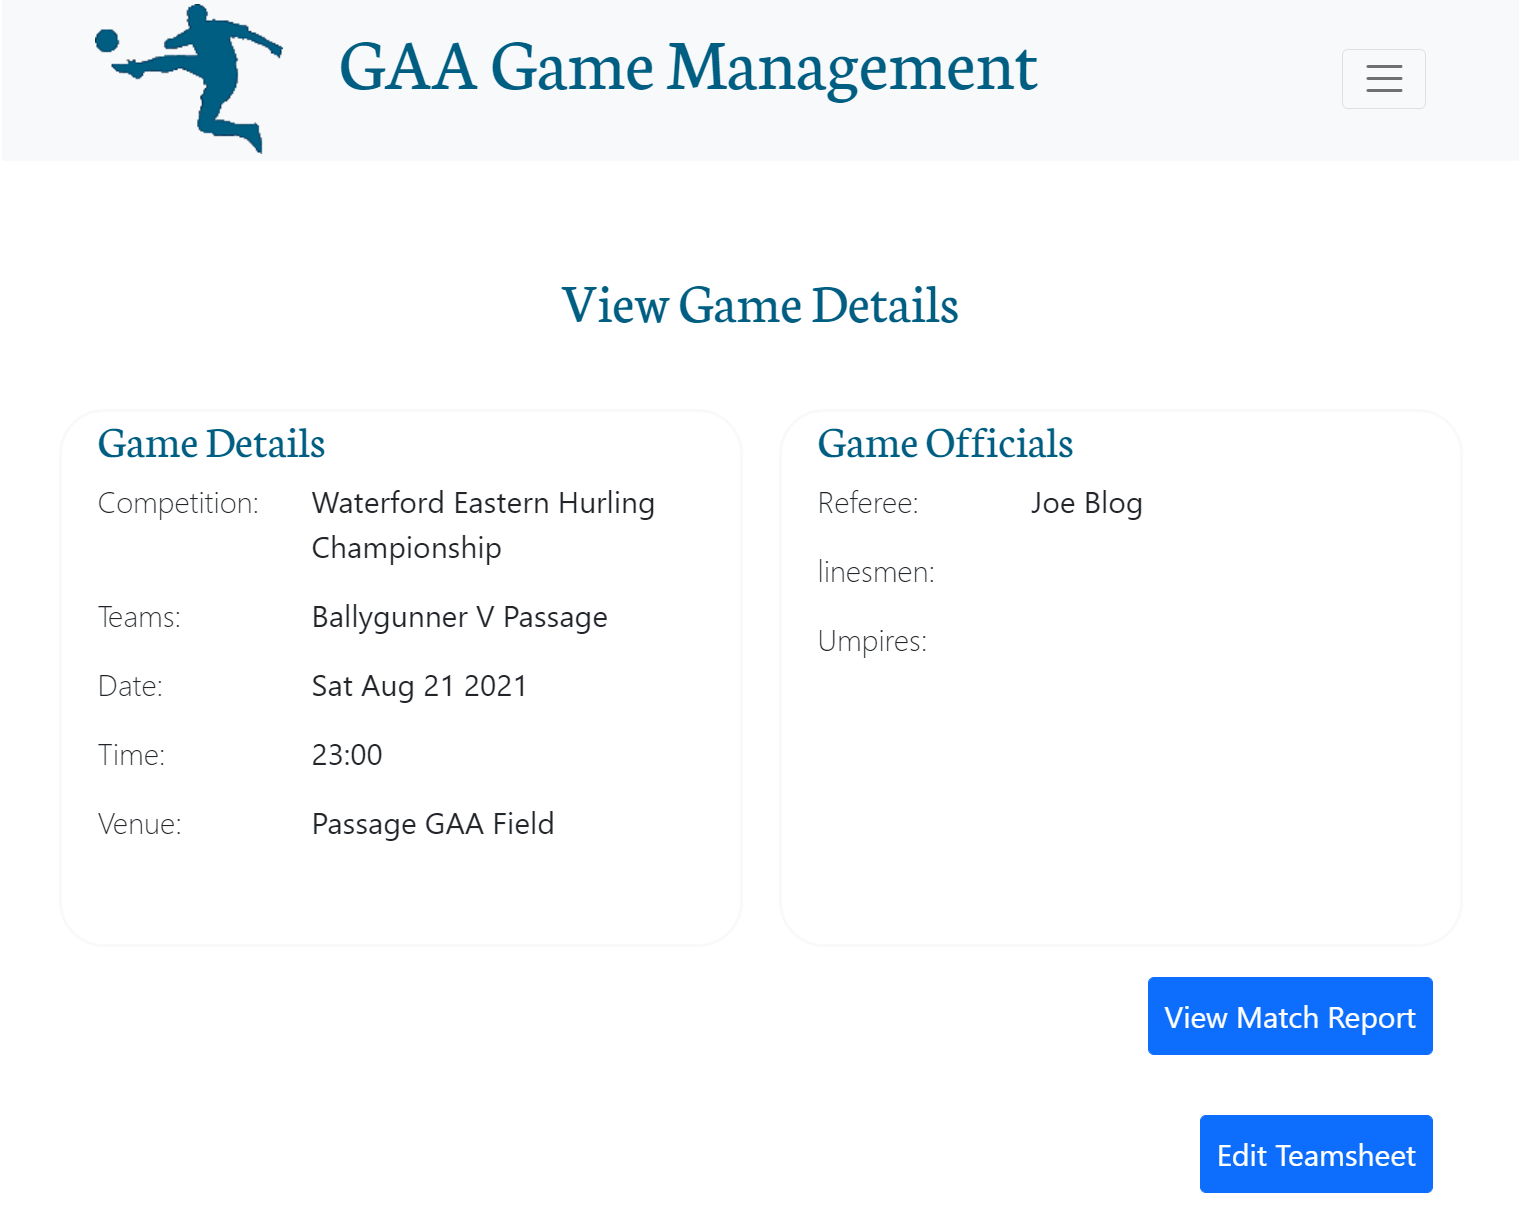 GAA Game Management
View Game Details
Game Details
Competition: Waterford Eastern Hurling
Championship
Teams: Ballygunner V Passage
Date: Sat Aug 21 2021
Time: 23:00
Venue: Passage GAA Field
Game Officials
Referee: Joe Blog
linesmen:
Umpires:
View Match Report
Edit Teamsheet